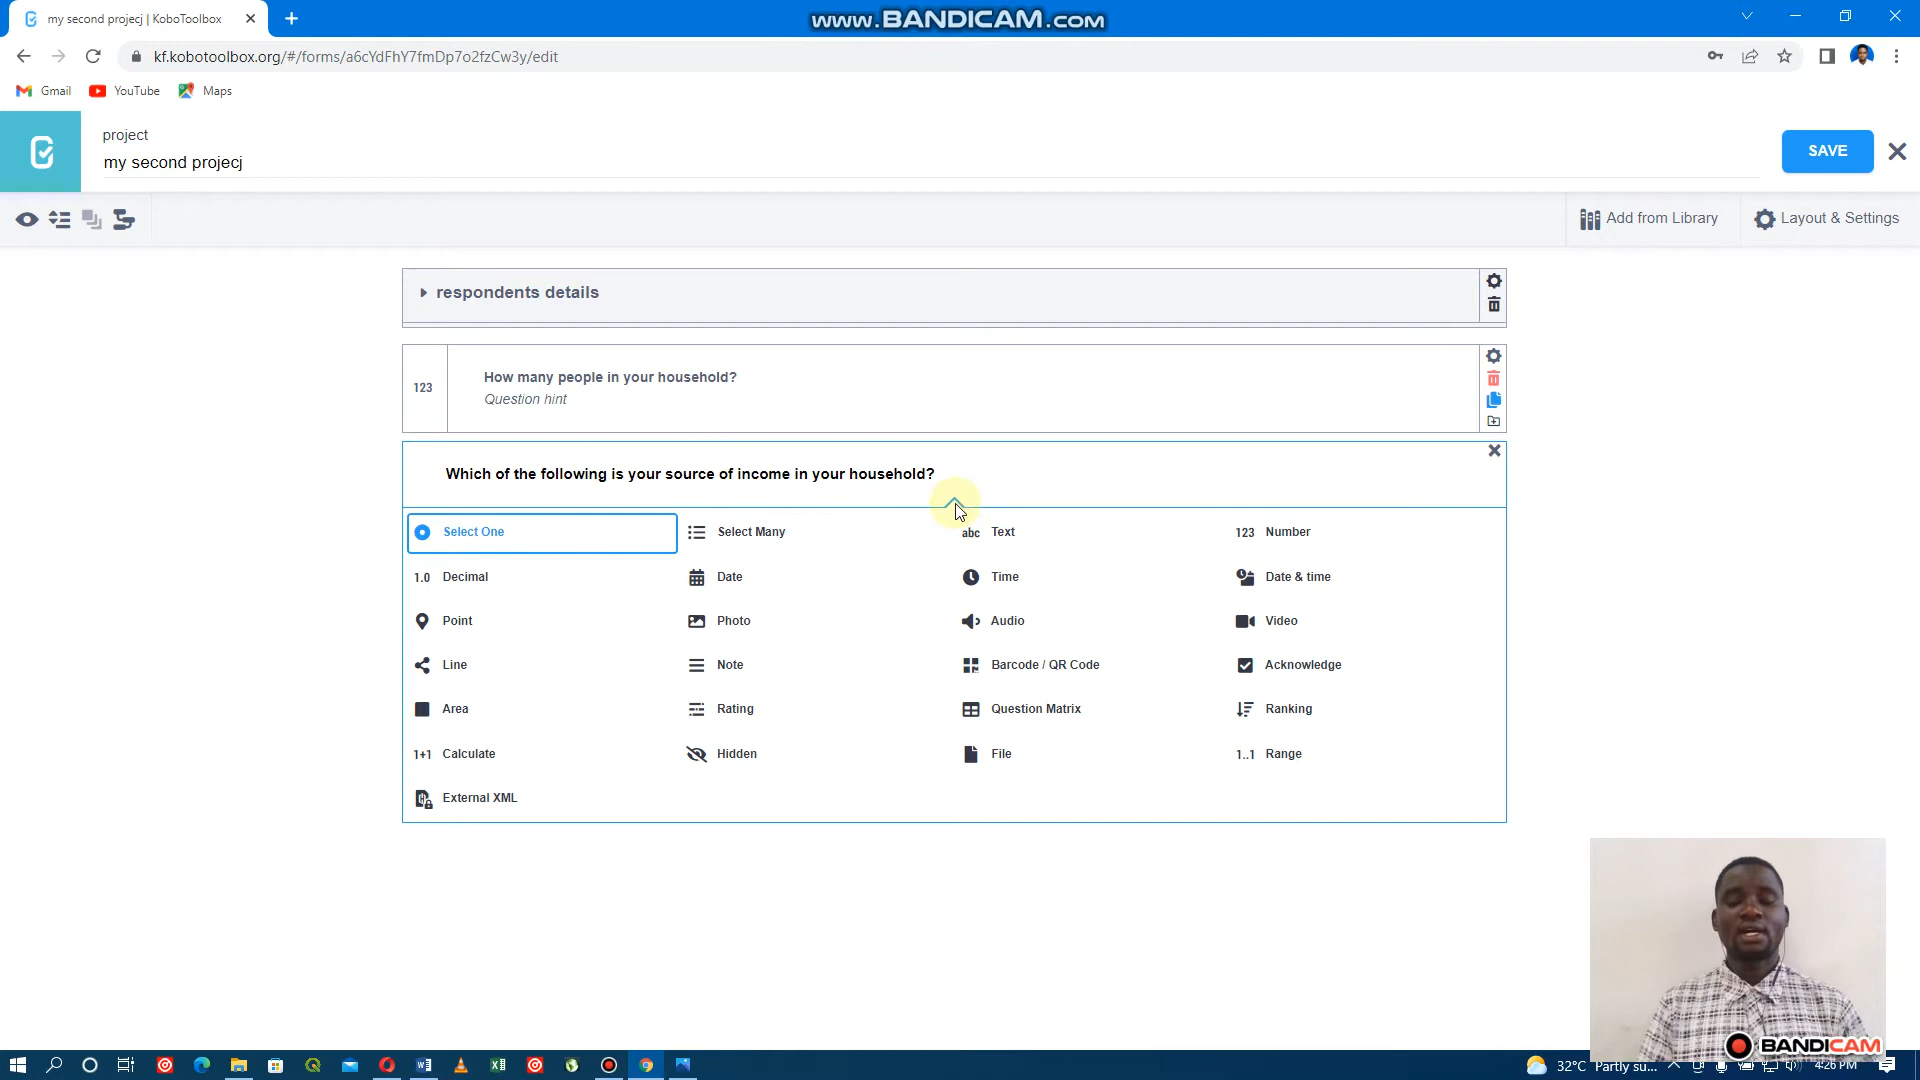 my second projecj | KoboToolbox
www.BANDICAM.com
kf.kobotoolbox.org/#/forms/a6cYdFhY7fmDp7o2fzCw3y/edit
Gmail
YouTube
Maps
project
my second projecj
SAVE
Add from Library
Layout & Settings
respondents details
123
How many people in your household?
Question hint
Which of the following is your source of income in your household?
Select One
Select Many
abc Text
123 Number
1.0 Decimal
Date
Time
Date & time
Point
Photo
Audio
Video
Line
Note
Barcode / QR Code
Acknowledge
Area
Rating
Question Matrix
Ranking
1+1 Calculate
Hidden
File
1..1 Range
External XML
BANDICAM
32°C Partly su...
4:26 PM